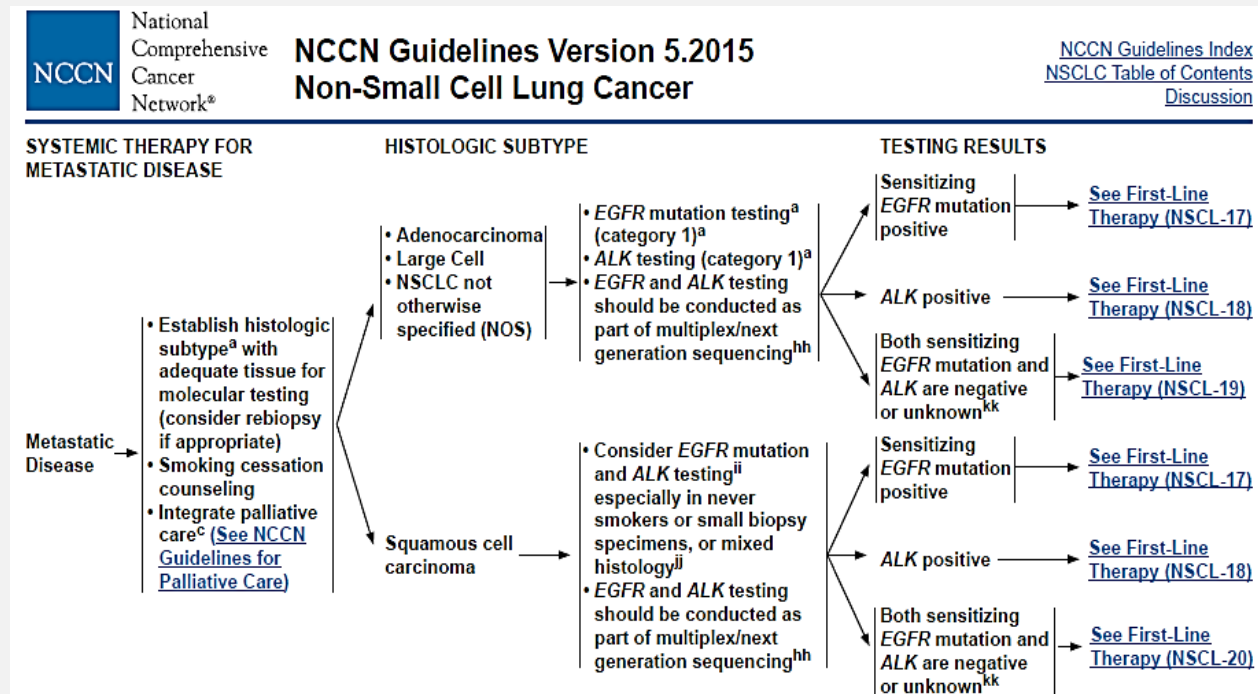 National
Comprehensive
NCCN Cancer
Network®
NCCN Guidelines Version 5.2015
Non-Small Cell Lung Cancer
NCCN Guidelines Index
NSCLC Table of Contents
Discussion
SYSTEMIC THERAPY FOR
METASTATIC DISEASE
HISTOLOGIC SUBTYPE
TESTING RESULTS
Metastatic
Disease
• Establish histologic
subtypeᵃ with
adequate tissue for
molecular testing
(consider rebiopsy
if appropriate)
• Smoking cessation
counseling
• Integrate palliative
careᶜ (See NCCN
Guidelines for
Palliative Care)
• Adenocarcinoma
• Large Cell
• NSCLC not
otherwise
specified (NOS)
• EGFR mutation testingᵃ
(category 1)ᵃ
• ALK testing (category 1)ᵃ
• EGFR and ALK testing
should be conducted as
part of multiplex/next
generation sequencingʰʰ
Sensitizing
EGFR mutation
positive
See First-Line
Therapy (NSCL-17)
ALK positive
See First-Line
Therapy (NSCL-18)
Both sensitizing
EGFR mutation and
ALK are negative
or unknownᵏᵏ
See First-Line
Therapy (NSCL-19)
Squamous cell
carcinoma
• Consider EGFR mutation
and ALK testingⁱⁱ
especially in never
smokers or small biopsy
specimens, or mixed
histologyʲʲ
• EGFR and ALK testing
should be conducted as
part of multiplex/next
generation sequencingʰʰ
Sensitizing
EGFR mutation
positive
See First-Line
Therapy (NSCL-17)
ALK positive
See First-Line
Therapy (NSCL-18)
Both sensitizing
EGFR mutation and
ALK are negative
or unknownᵏᵏ
See First-Line
Therapy (NSCL-20)